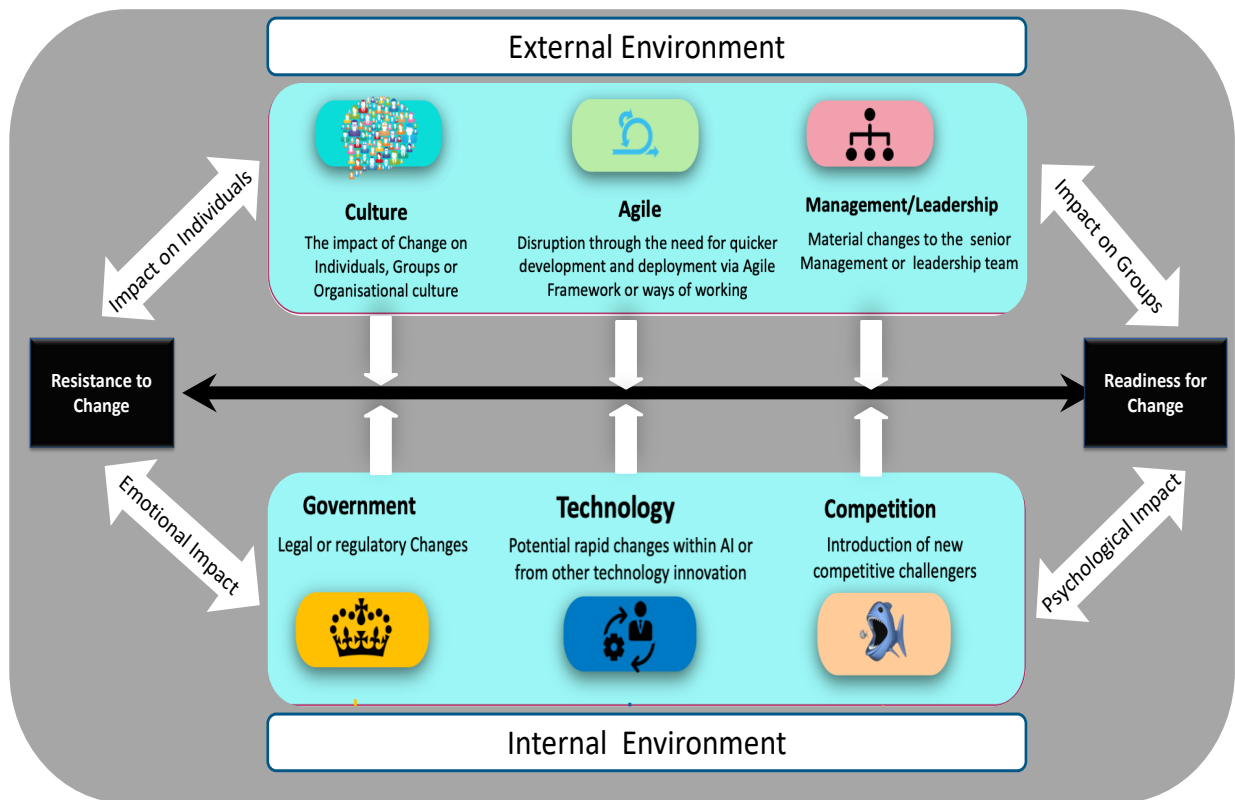 External Environment
Culture
The impact of Change on
Individuals, Groups or
Organisational culture
Agile
Disruption through the need for quicker
development and deployment via Agile
Framework or ways of working
Management/Leadership
Material changes to the senior
Management or leadership team
Impact on Individuals
Impact on Groups
Resistance to
Change
Readiness for
Change
Emotional Impact
Psychological Impact
Government
Legal or regulatory Changes
Technology
Potential rapid changes within AI or
from other technology innovation
Competition
Introduction of new
competitive challengers
Internal Environment